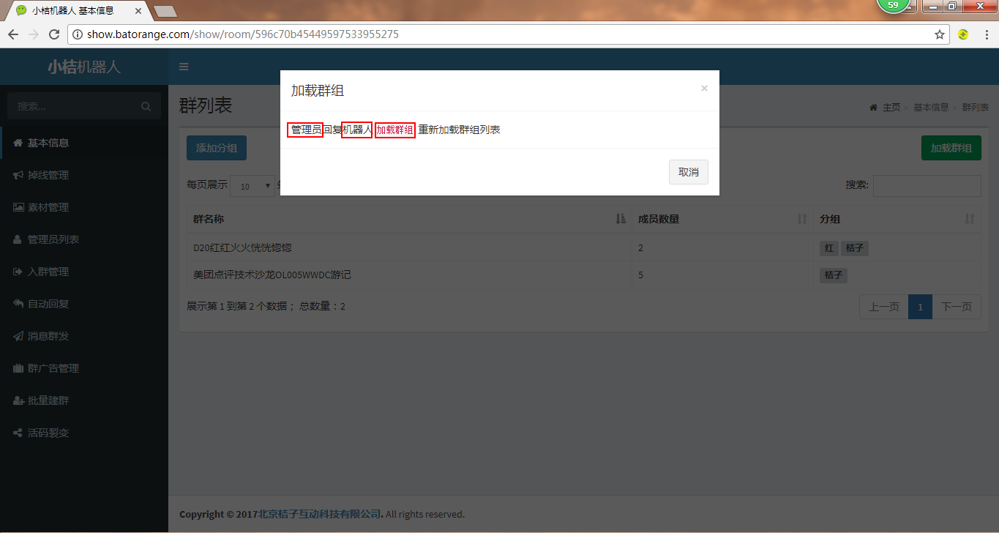 小桔机器人 基本信息
59
show.batorange.com/show/room/596c70b45449597533955275
小桔机器人
搜索...
基本信息
掉线管理
素材管理
管理员列表
入群管理
自动回复
消息群发
群广告管理
批量建群
活码裂变
加载群组 ×
管理员回复机器人 加载群组 重新加载群组列表
取消
群列表
主页 > 基本信息 > 群列表
添加分组 加载群组
每页展示 10 搜索:
群名称 成员数量 分组
D20红红火火恍恍惚惚 2 红 桔子
美团点评技术沙龙OL005WWDC游记 5 桔子
展示第 1 到第 2 个数据 ； 总数量：2 上一页 1 下一页
Copyright © 2017北京桔子互动科技有限公司. All rights reserved.